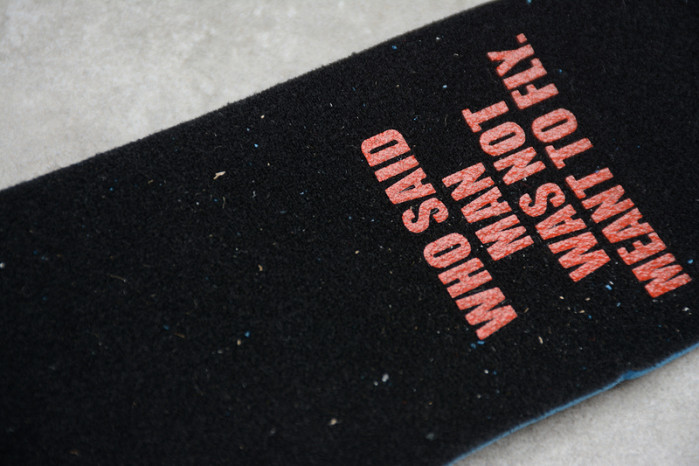 WHO SAID
MAN
WAS NOT
MEANT TO FLY.